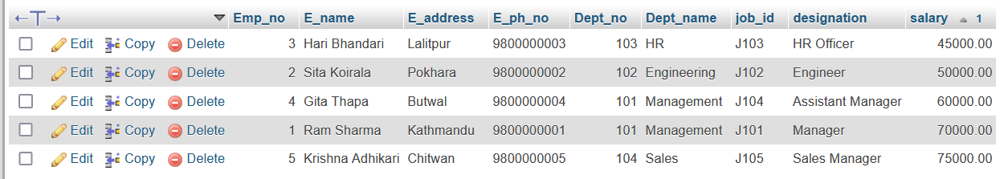 Emp_no E_name E_address E_ph_no Dept_no Dept_name job_id designation salary 1
Edit Copy Delete 3 Hari Bhandari Lalitpur 9800000003 103 HR J103 HR Officer 45000.00
Edit Copy Delete 2 Sita Koirala Pokhara 9800000002 102 Engineering J102 Engineer 50000.00
Edit Copy Delete 4 Gita Thapa Butwal 9800000004 101 Management J104 Assistant Manager 60000.00
Edit Copy Delete 1 Ram Sharma Kathmandu 9800000001 101 Management J101 Manager 70000.00
Edit Copy Delete 5 Krishna Adhikari Chitwan 9800000005 104 Sales J105 Sales Manager 75000.00